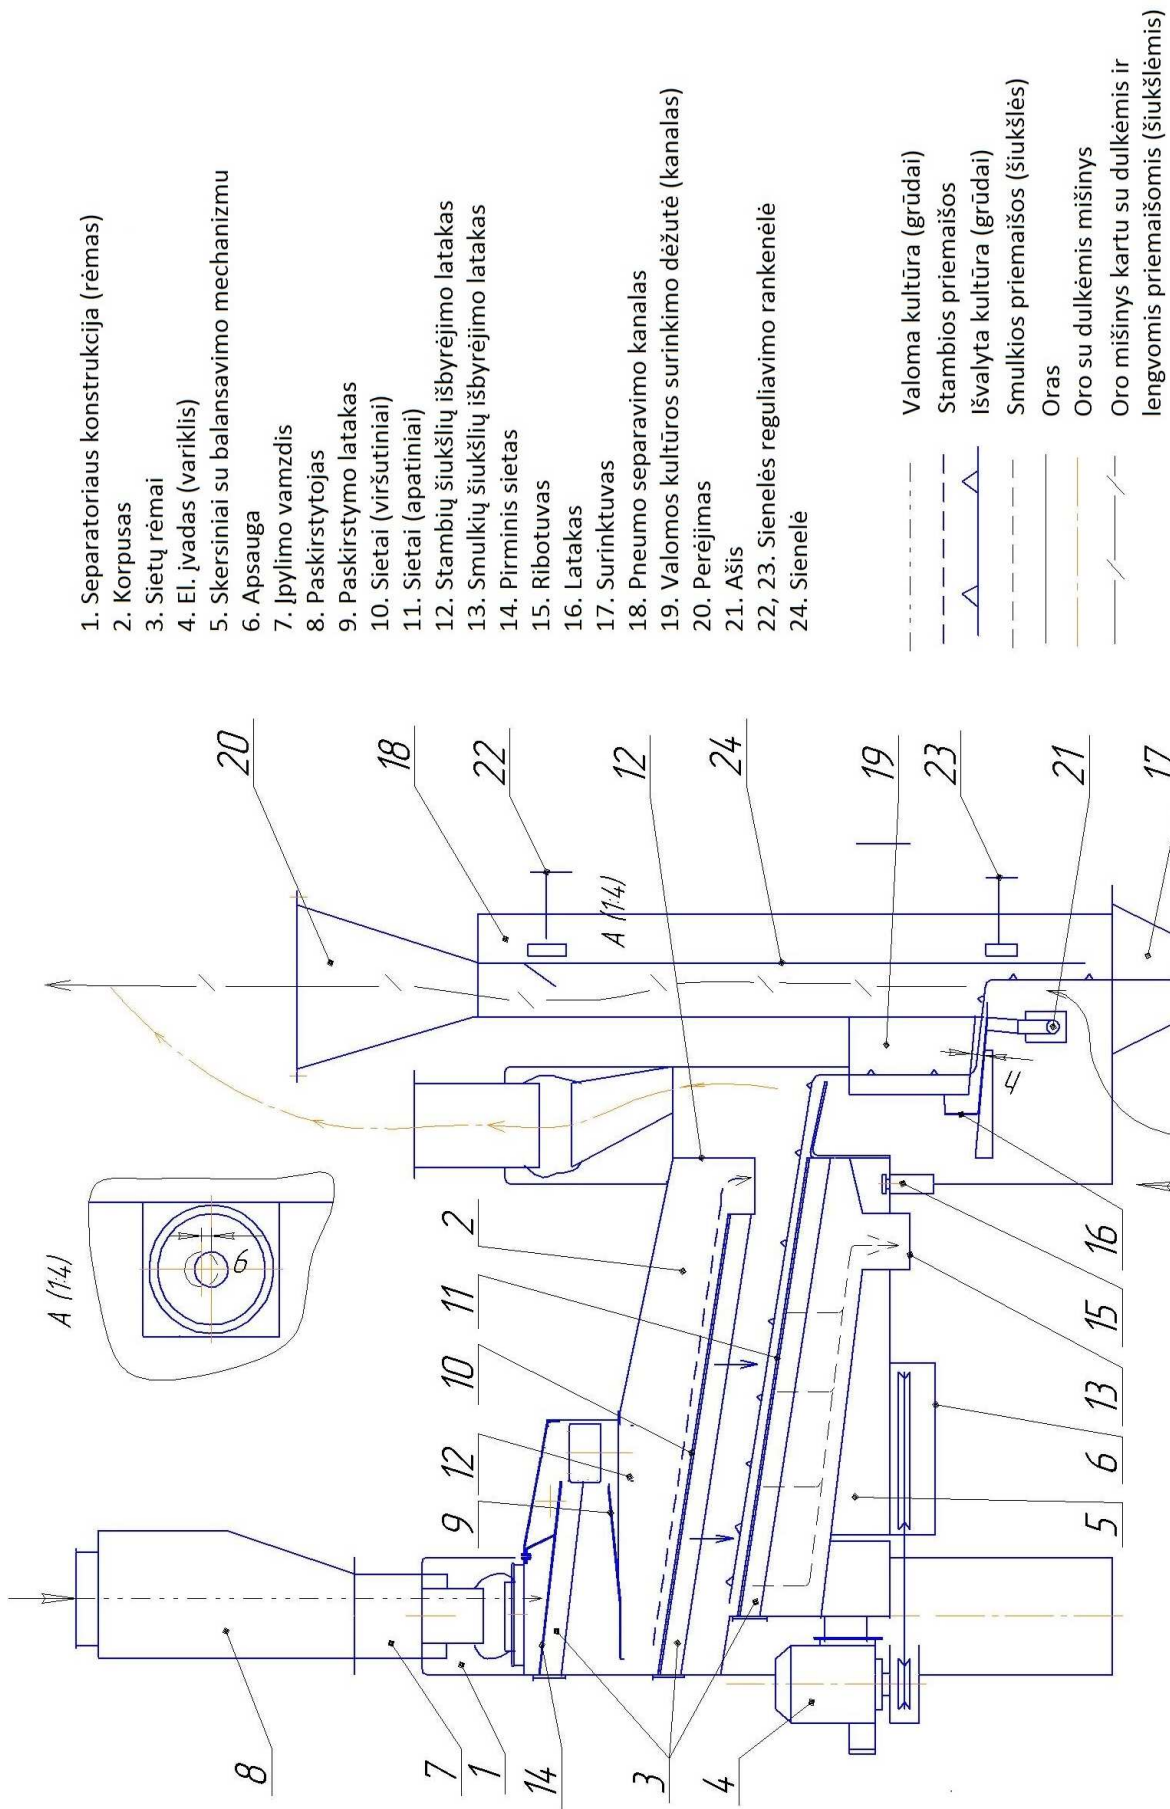 1. Separatoriaus konstrukcija (rėmas)
2. Korpusas
3. Sietų rėmai
4. El. įvadas (variklis)
5. Skersiniai su balansavimo mechanizmu
6. Apsauga
7. Įpylimo vamzdis
8. Paskirstytojas
9. Paskirstymo latakas
10. Sietai (viršutiniai)
11. Sietai (apatiniai)
12. Stambių šiukšlių išbyrėjimo latakas
13. Smulkių šiukšlių išbyrėjimo latakas
14. Pirminis sietas
15. Ribotuvas
16. Latakas
17. Surinktuvas
18. Pneumo separavimo kanalas
19. Valomos kultūros surinkimo dėžutė (kanalas)
20. Perėjimas
21. Ašis
22, 23. Sienelės reguliavimo rankenėlė
24. Sienelė
Valoma kultūra (grūdai)
Stambios priemaišos
Išvalyta kultūra (grūdai)
Smulkios priemaišos (šiukšlės)
Oras
Oro su dulkėmis mišinys
Oro mišinys kartu su dulkėmis ir
lengvomis priemaišomis (šiukšlėmis)
A (1:4)
6
8
7
1
14
3
4
9
12
10
11
2
20
18
22
A (1:4)
12
24
19
23
21
17
4
5
6
13
15
16